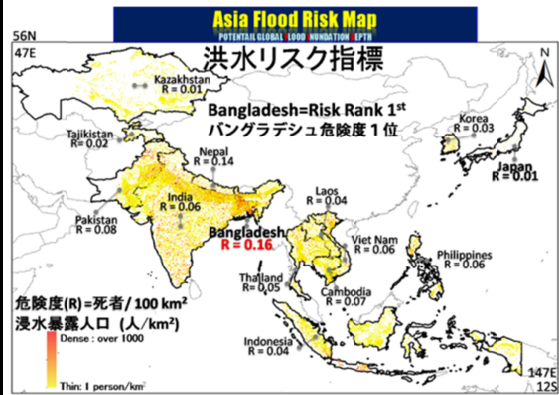 Asia Flood Risk Map
POTENTAIL GLOBAL FLOOD INUNDATION DEPTH
56N
47E
洪水リスク指標
N
Kazakhstan
R = 0.01
Bangladesh=Risk Rank 1st
バングラデシュ危険度１位
Korea
R = 0.03
Tajikistan
R = 0.02
Nepal
R = 0.14
Japan
R = 0.01
Laos
R = 0.04
India
R = 0.06
Pakistan
R = 0.08
Bangladesh
R = 0.16
Viet Nam
R = 0.06
Philippines
R = 0.06
Thailand
R = 0.05
Cambodia
R = 0.07
危険度(R)=死者/ 100 km²
浸水暴露人口 (人/km²)
Dense : over 1000
Indonesia
R = 0.04
Thin: 1 person/km²
147E
12S